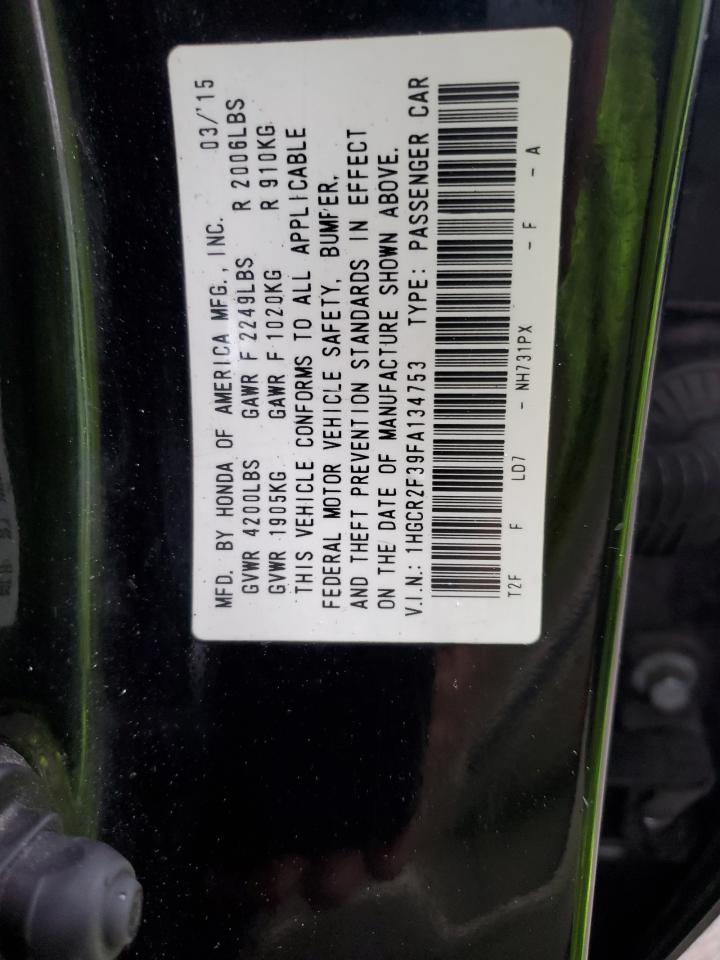 MFD. BY HONDA OF AMERICA MFG., INC. 03/'15
GVWR 4200LBS GAWR F 2249LBS R 2006LBS
GVWR 1905KG GAWR F 1020KG R 910KG
THIS VEHICLE CONFORMS TO ALL APPLICABLE
FEDERAL MOTOR VEHICLE SAFETY, BUMPER,
AND THEFT PREVENTION STANDARDS IN EFFECT
ON THE DATE OF MANUFACTURE SHOWN ABOVE.
V.I.N.: 1HGCR2F39FA134753 TYPE: PASSENGER CAR
T2F F LD7 - NH731PX - F - A